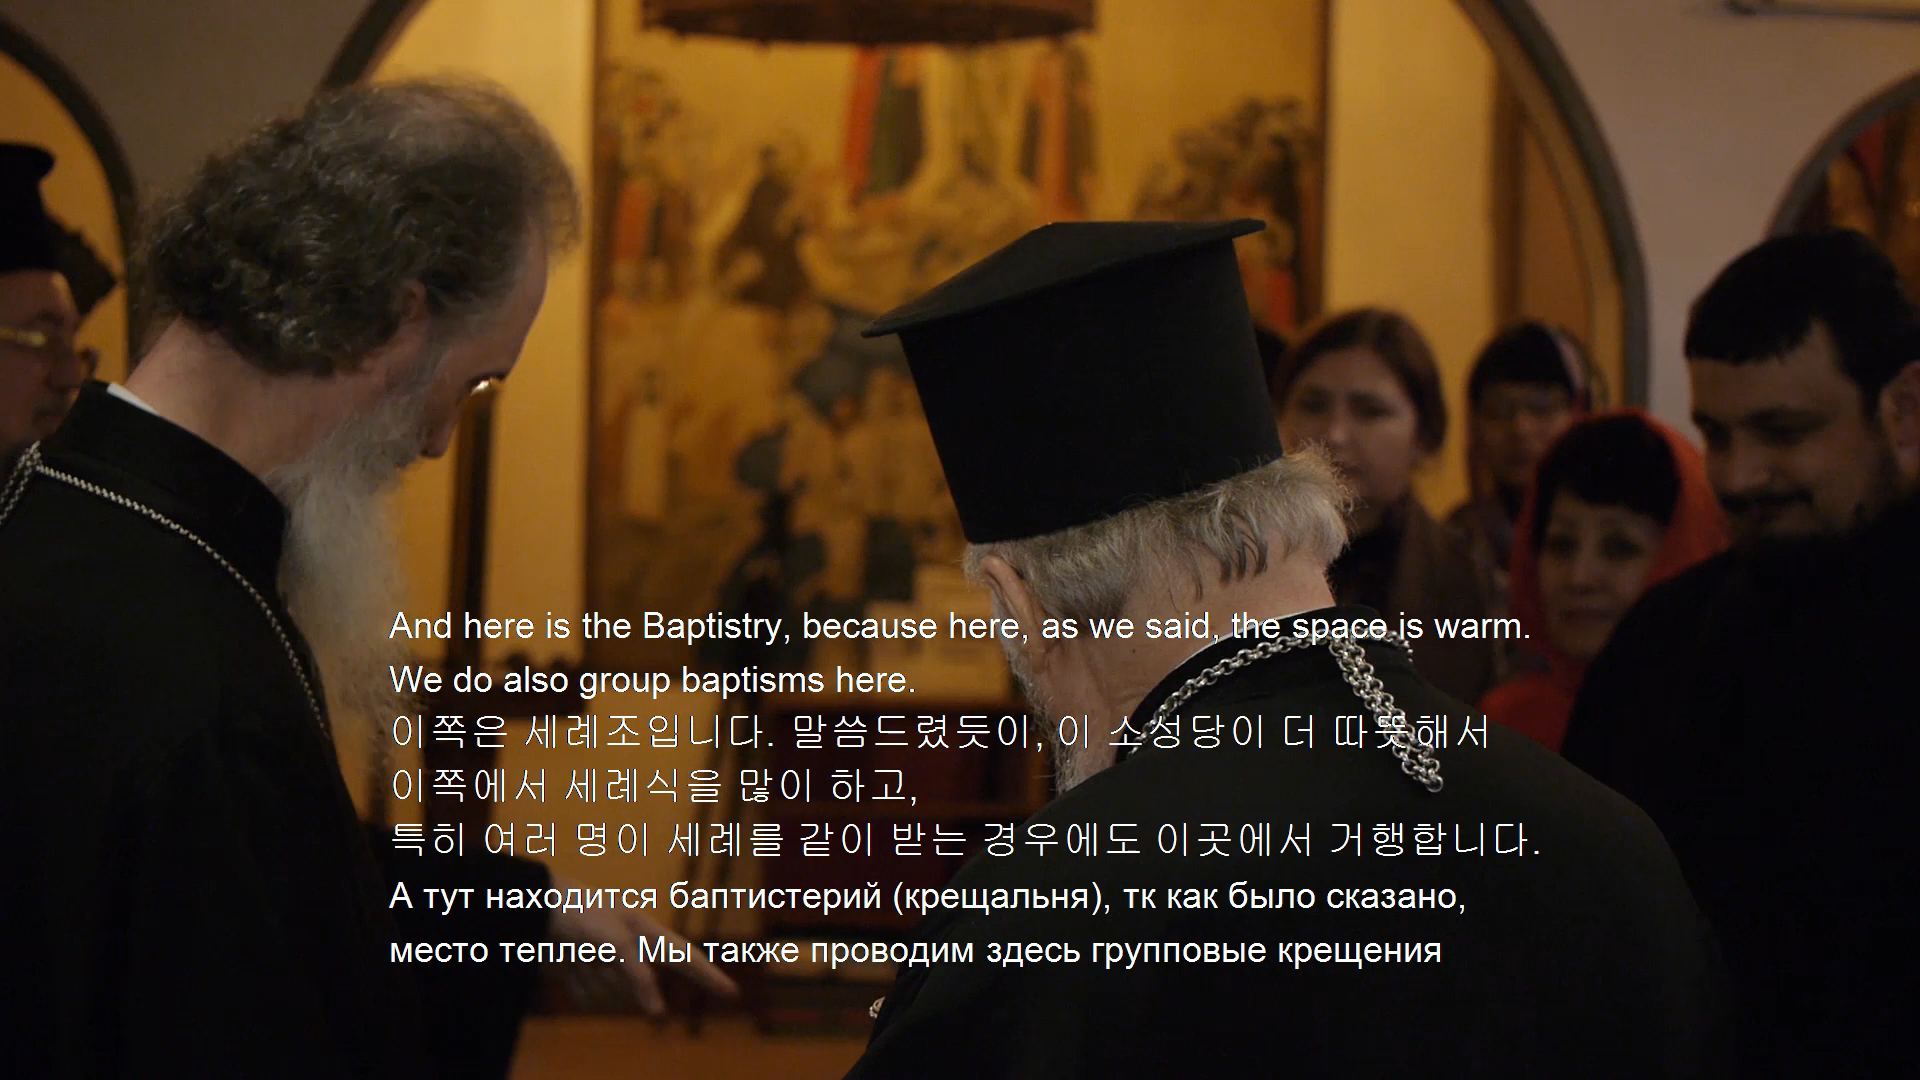 And here is the Baptistry, because here, as we said, the space is warm.
We do also group baptisms here.
이쪽은 세례조입니다. 말씀드렸듯이, 이 소성당이 더 따뜻해서
이쪽에서 세례식을 많이 하고,
특히 여러 명이 세례를 같이 받는 경우에도 이곳에서 거행합니다.
А тут находится баптистерий (крещальня), тк как было сказано,
место теплее. Мы также проводим здесь групповые крещения